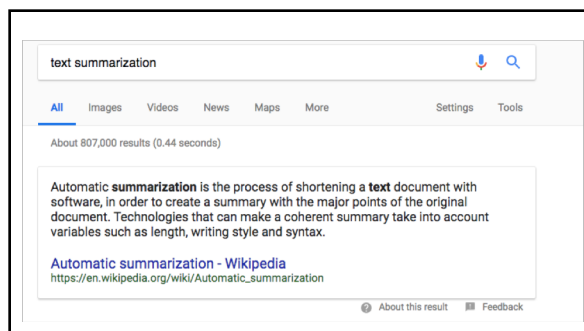 text summarization
All Images Videos News Maps More Settings Tools
About 807,000 results (0.44 seconds)
Automatic summarization is the process of shortening a text document with
software, in order to create a summary with the major points of the original
document. Technologies that can make a coherent summary take into account
variables such as length, writing style and syntax.
Automatic summarization - Wikipedia
https://en.wikipedia.org/wiki/Automatic_summarization
About this result Feedback